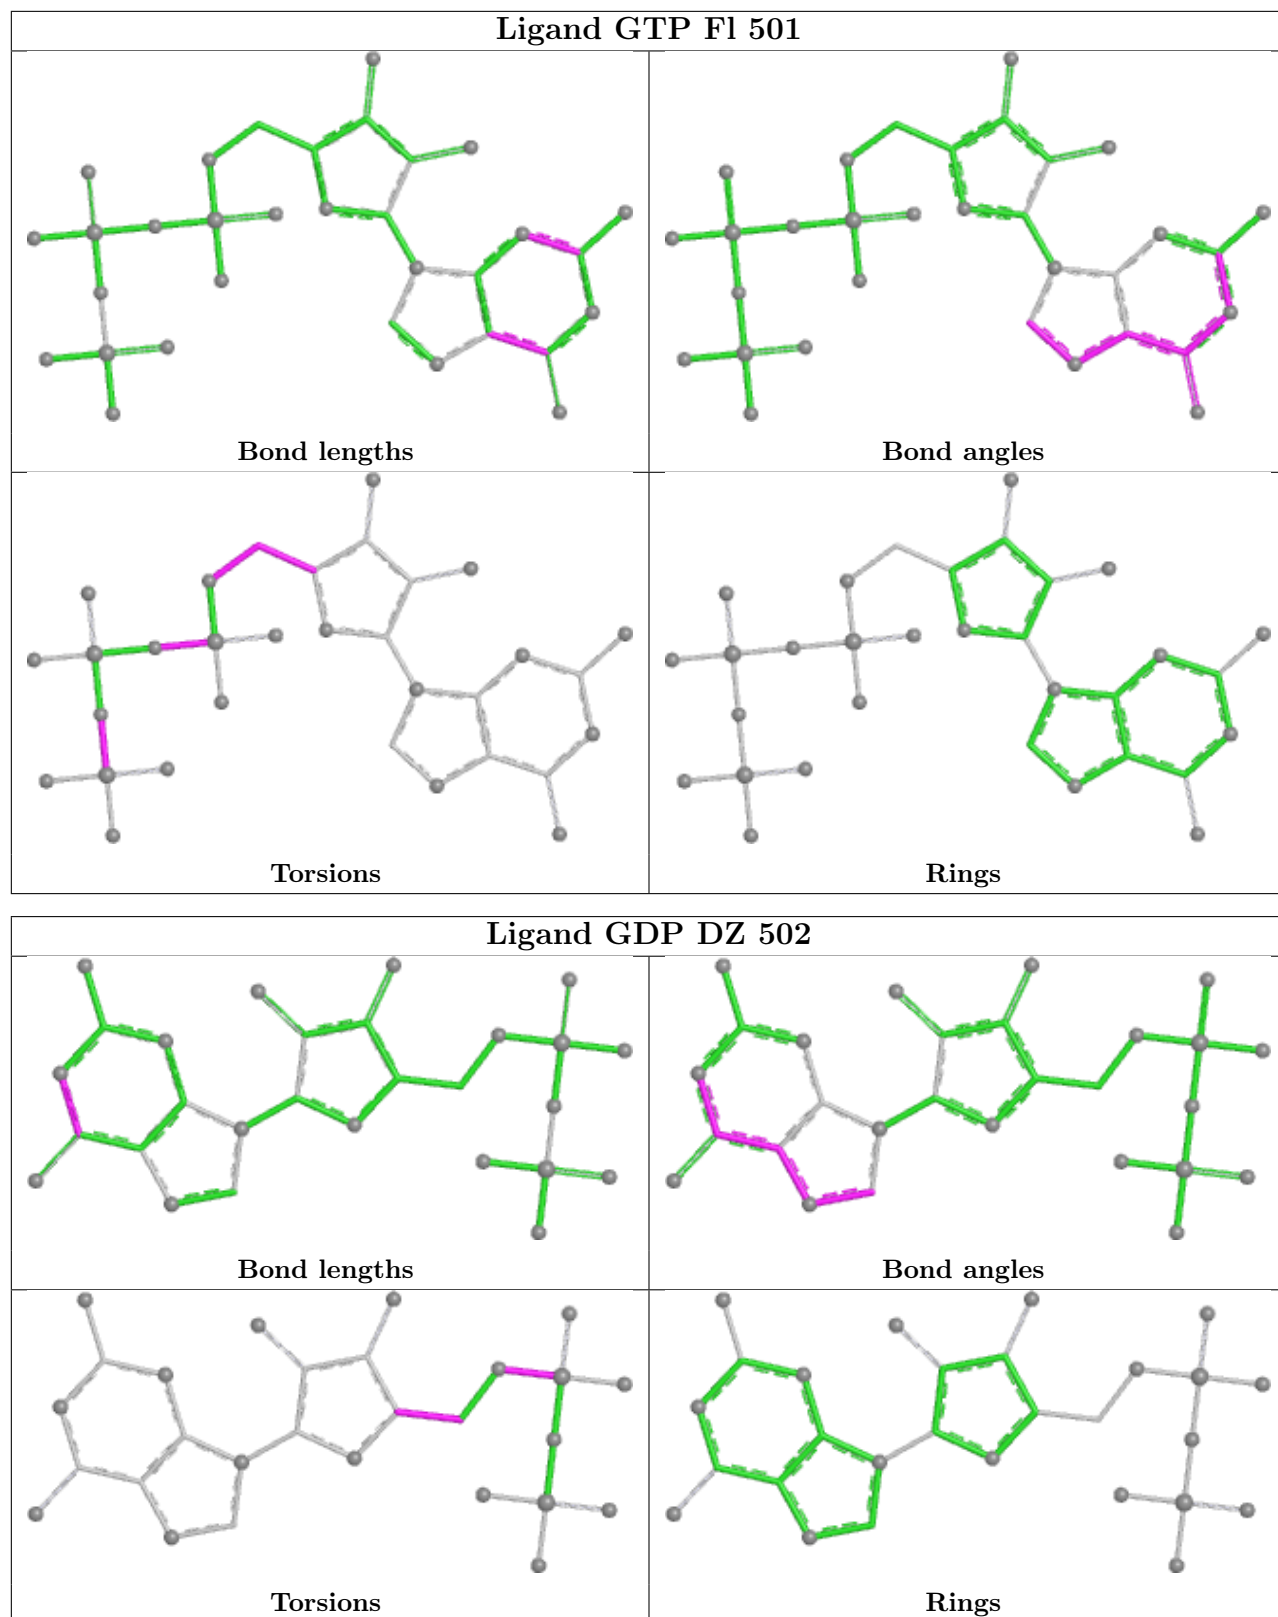 Ligand GTP Fl 501
Bond lengths
Bond angles
Torsions
Rings
Ligand GDP DZ 502
Bond lengths
Bond angles
Torsions
Rings